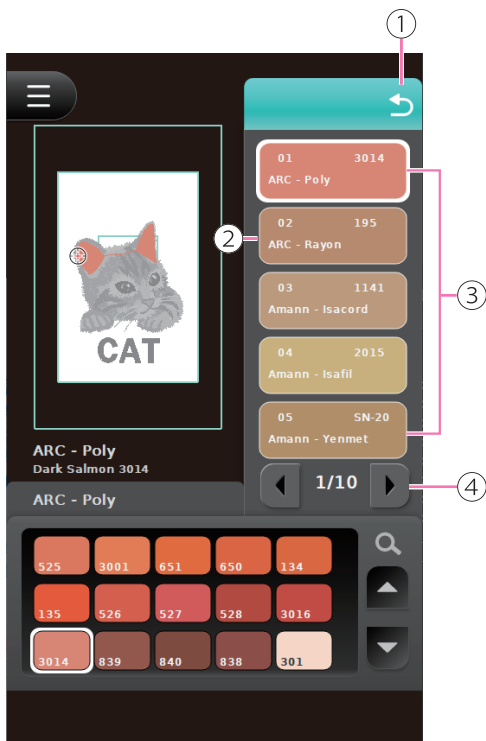 1
01 3014
ARC - Poly
2
02 195
ARC - Rayon
3
03 1141
Amann - Isacord
04 2015
Amann - Isafil
05 SN-20
Amann - Yenmet
CAT
ARC - Poly
Dark Salmon 3014
1/10
4
ARC - Poly
525 3001 651 650 134
135 526 527 528 3016
3014 839 840 838 301